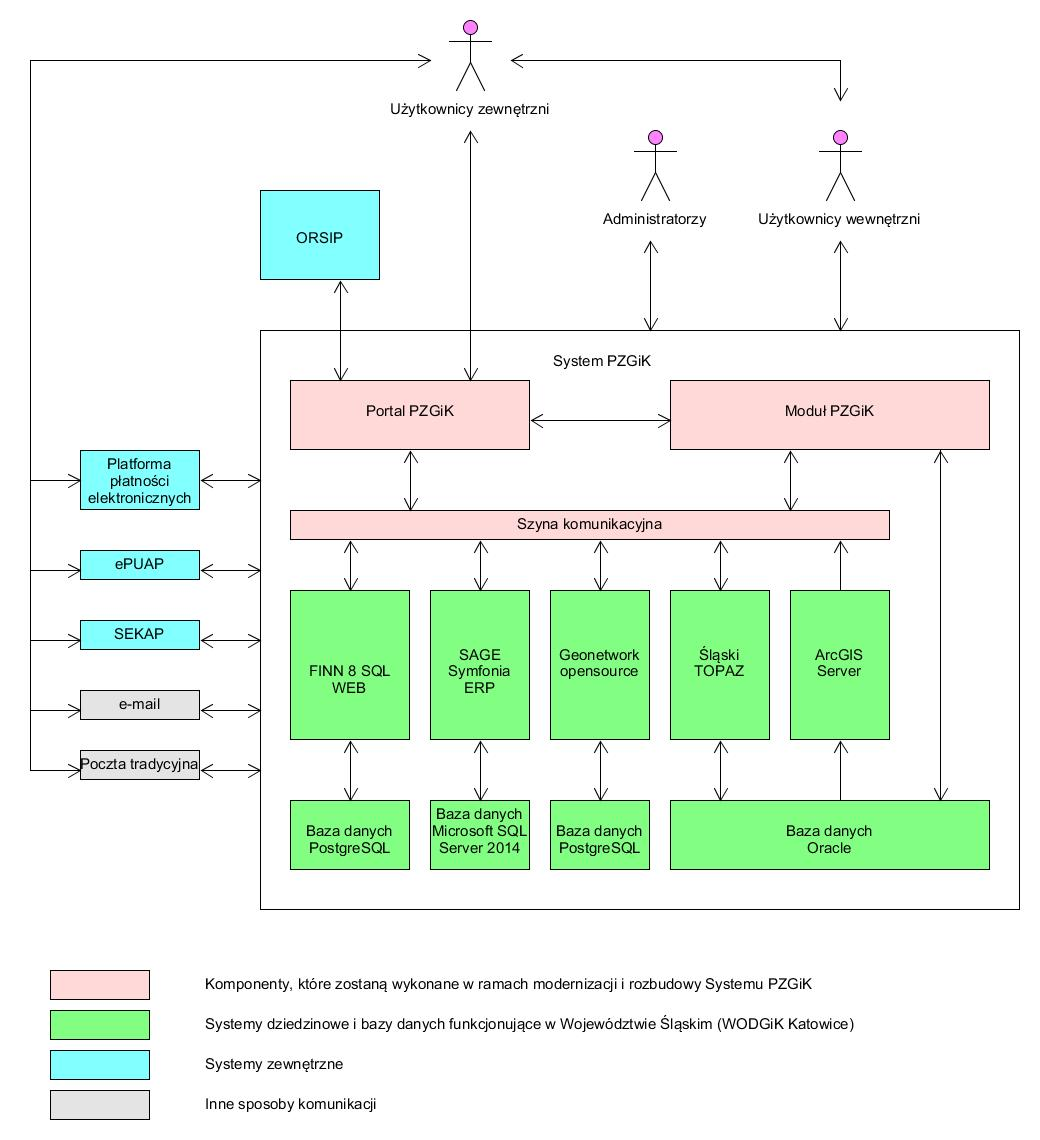 Użytkownicy zewnętrzni
Administratorzy
Użytkownicy wewnętrzni
ORSIP
System PZGiK
Portal PZGiK
Moduł PZGiK
Platforma
płatności
elektronicznych
Szyna komunikacyjna
ePUAP
SEKAP
e-mail
Poczta tradycyjna
FINN 8 SQL
WEB
SAGE
Symfonia
ERP
Geonetwork
opensource
Śląski
TOPAZ
ArcGIS
Server
Baza danych
PostgreSQL
Baza danych
Microsoft SQL
Server 2014
Baza danych
PostgreSQL
Baza danych
Oracle
Komponenty, które zostaną wykonane w ramach modernizacji i rozbudowy Systemu PZGiK
Systemy dziedzinowe i bazy danych funkcjonujące w Województwie Śląskim (WODGiK Katowice)
Systemy zewnętrzne
Inne sposoby komunikacji